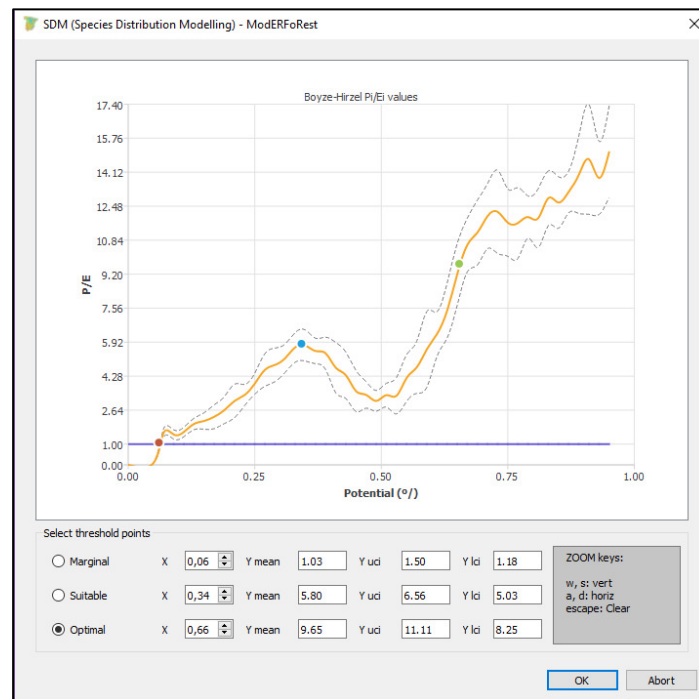 SDM (Species Distribution Modelling) - ModERFoRest
Boyze-Hirzel Pi/Ei values
17.40
15.76
14.12
12.48
10.84
9.20
7.56
5.92
4.28
2.64
1.00
0.00
P/E
0.00 0.25 0.50 0.75 1.00
Potential (º/)
Select threshold points
Marginal X 0,06 Y mean 1.03 Y uci 1.50 Y lci 1.18
Suitable X 0,34 Y mean 5.80 Y uci 6.56 Y lci 5.03
Optimal X 0,66 Y mean 9.65 Y uci 11.11 Y lci 8.25
ZOOM keys:
w, s: vert
a, d: horiz
escape: Clear
OK Abort